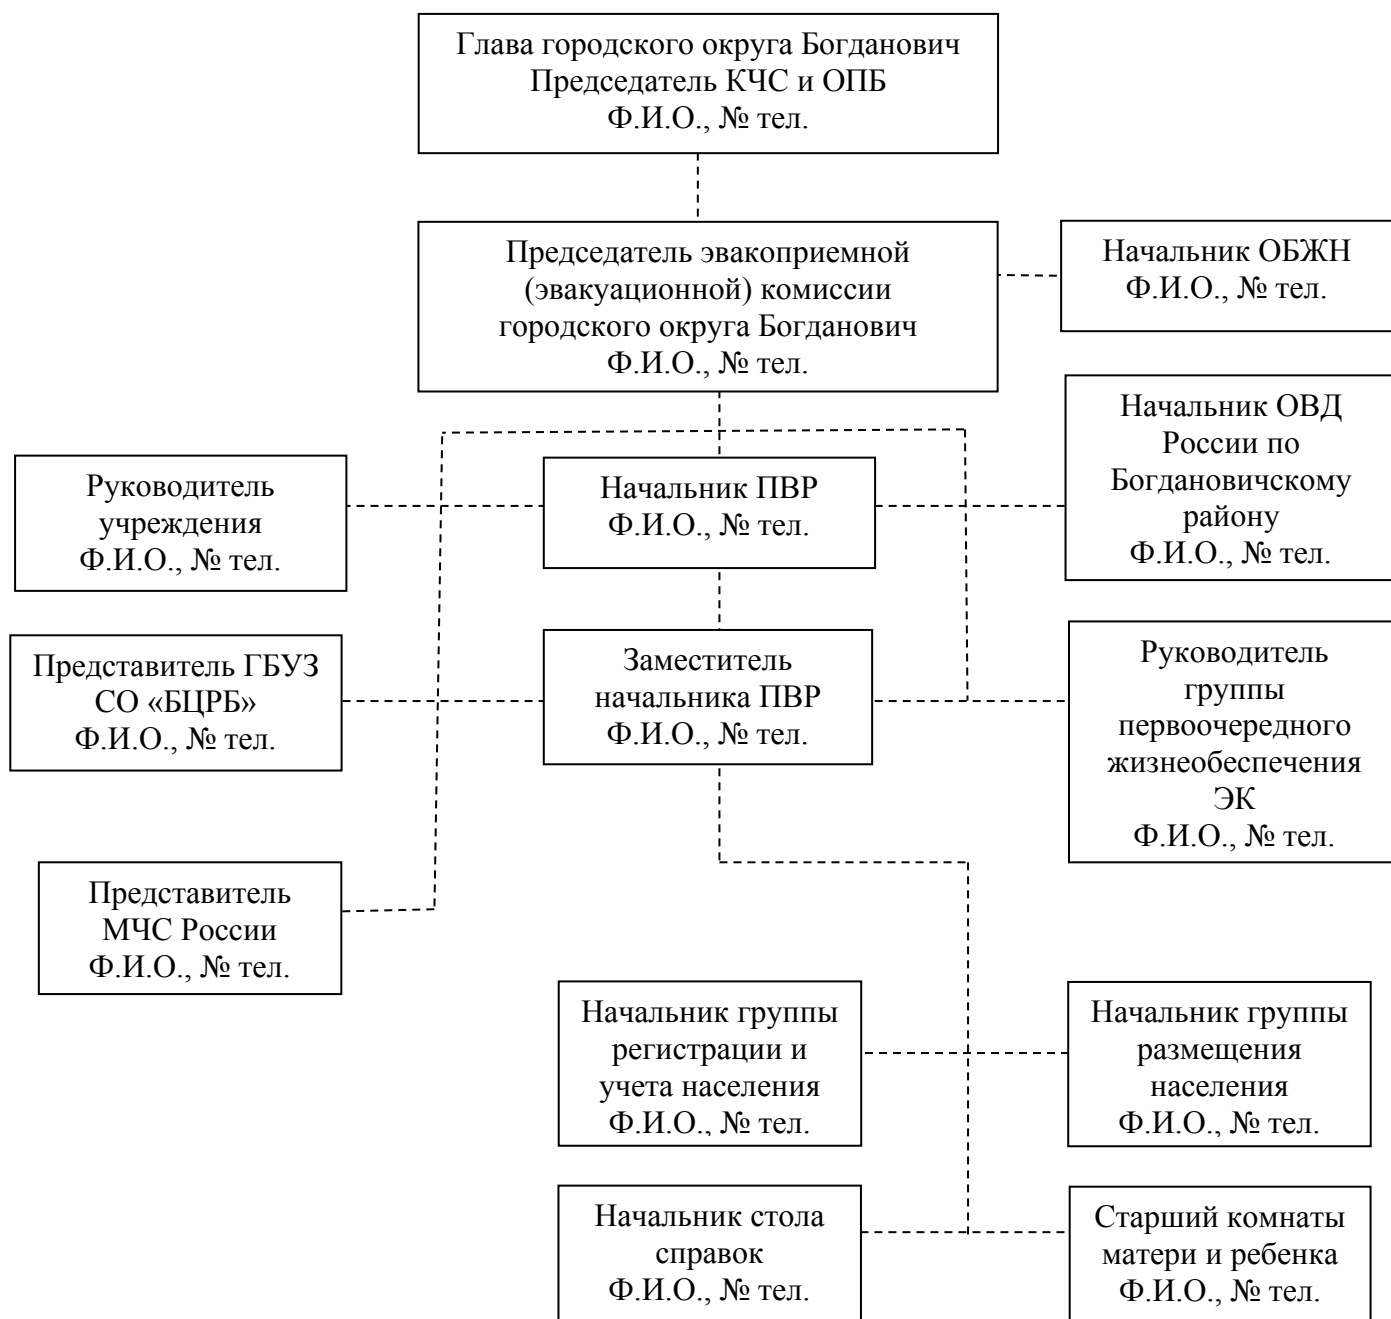 Глава городского округа Богданович
Председатель КЧС и ОПБ
Ф.И.О., № тел.
Председатель эвакоприемной
(эвакуационной) комиссии
городского округа Богданович
Ф.И.О., № тел.
Начальник ОБЖН
Ф.И.О., № тел.
Руководитель
учреждения
Ф.И.О., № тел.
Начальник ПВР
Ф.И.О., № тел.
Начальник ОВД
России по
Богдановичскому
району
Ф.И.О., № тел.
Представитель ГБУЗ
СО «БЦРБ»
Ф.И.О., № тел.
Заместитель
начальника ПВР
Ф.И.О., № тел.
Руководитель
группы
первоочередного
жизнеобеспечения
ЭК
Ф.И.О., № тел.
Представитель
МЧС России
Ф.И.О., № тел.
Начальник группы
регистрации и
учета населения
Ф.И.О., № тел.
Начальник группы
размещения
населения
Ф.И.О., № тел.
Начальник стола
справок
Ф.И.О., № тел.
Старший комнаты
матери и ребенка
Ф.И.О., № тел.